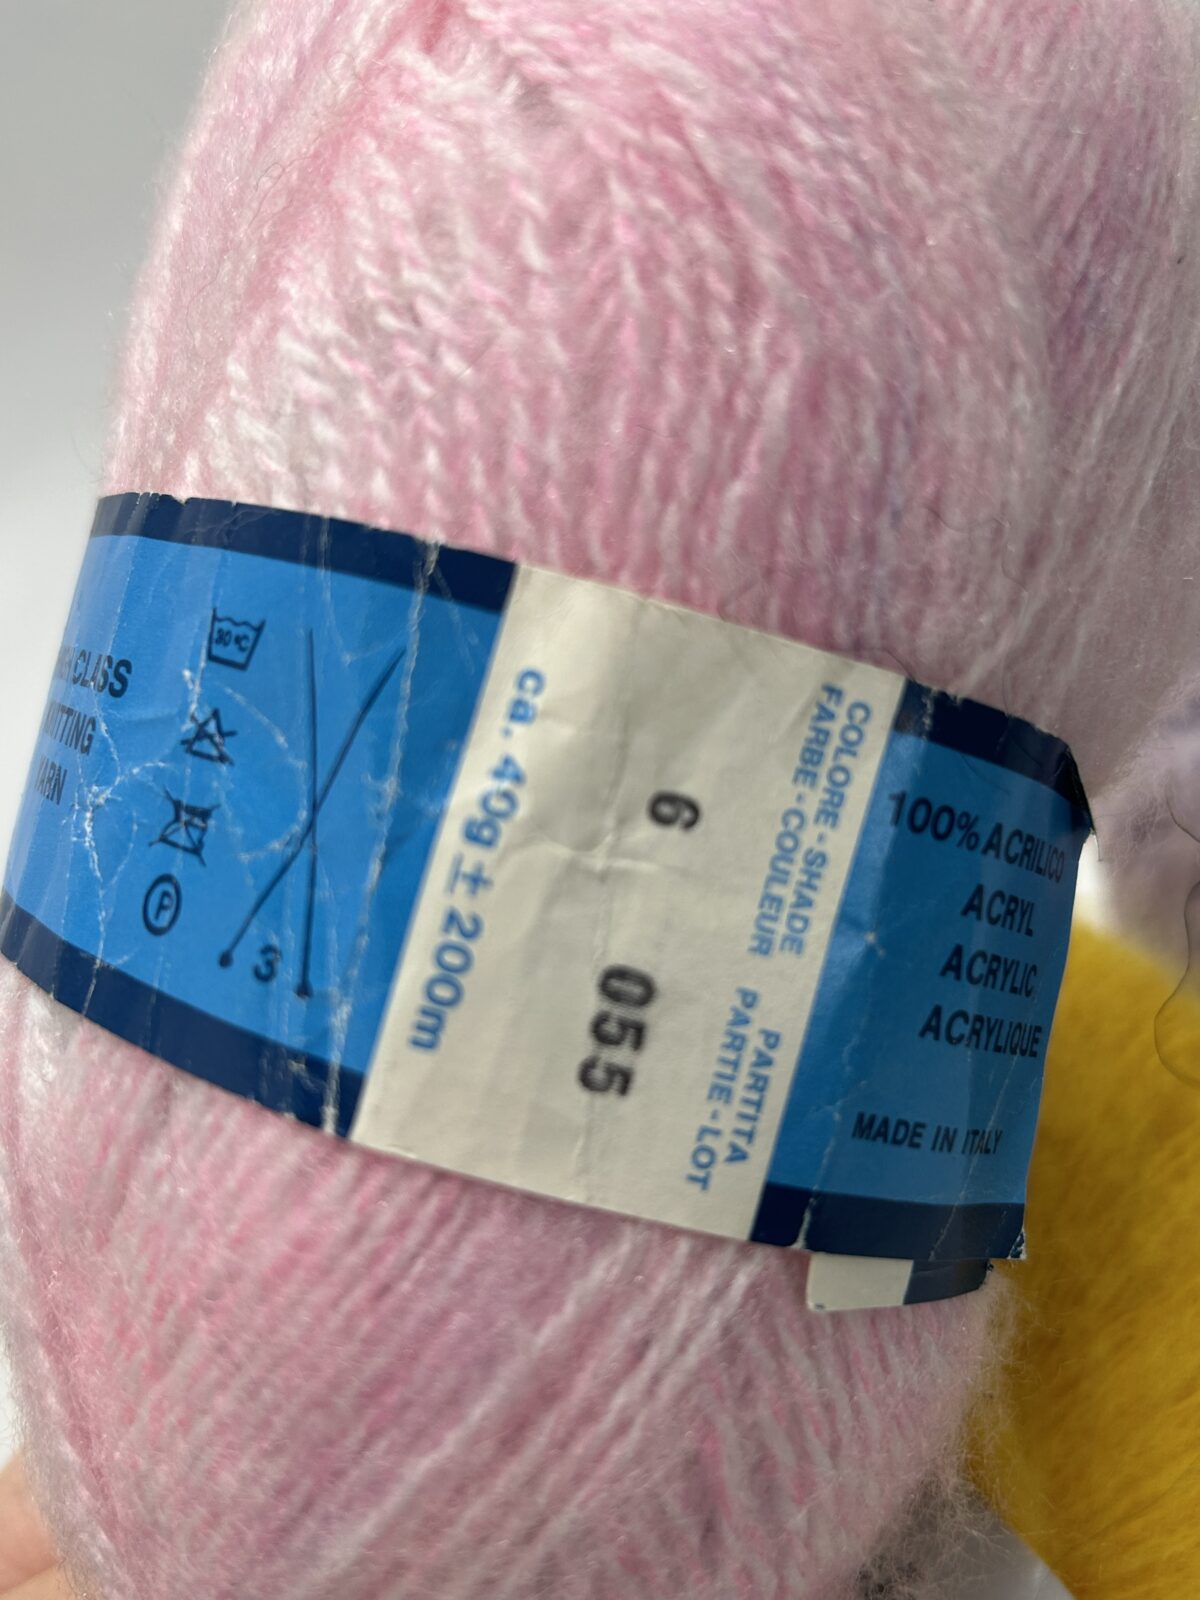 HIGH CLASS
KNITTING
YARN
30 °C
P
3
ca. 40g ± 200m
6
055
COLORE - SHADE
FARBE - COULEUR
PARTITA
PARTIE - LOT
100% ACRILICO
ACRYL
ACRYLIC
ACRYLIQUE
MADE IN ITALY